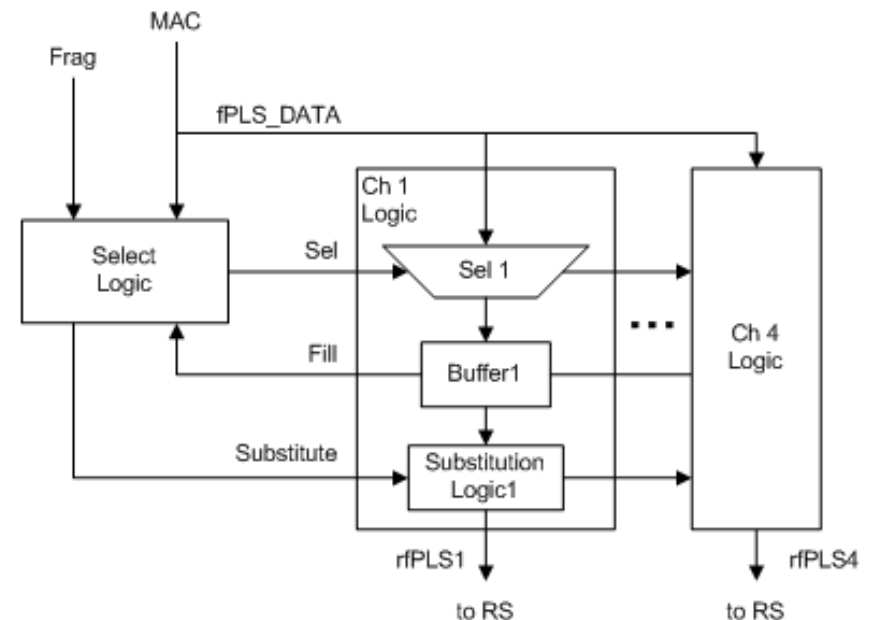 MAC
Frag
fPLS_DATA
Ch 1
Logic
Select
Logic
Sel
Sel 1
Fill
Buffer1
...
Ch 4
Logic
Substitute
Substitution
Logic1
rfPLS1
rfPLS4
to RS
to RS